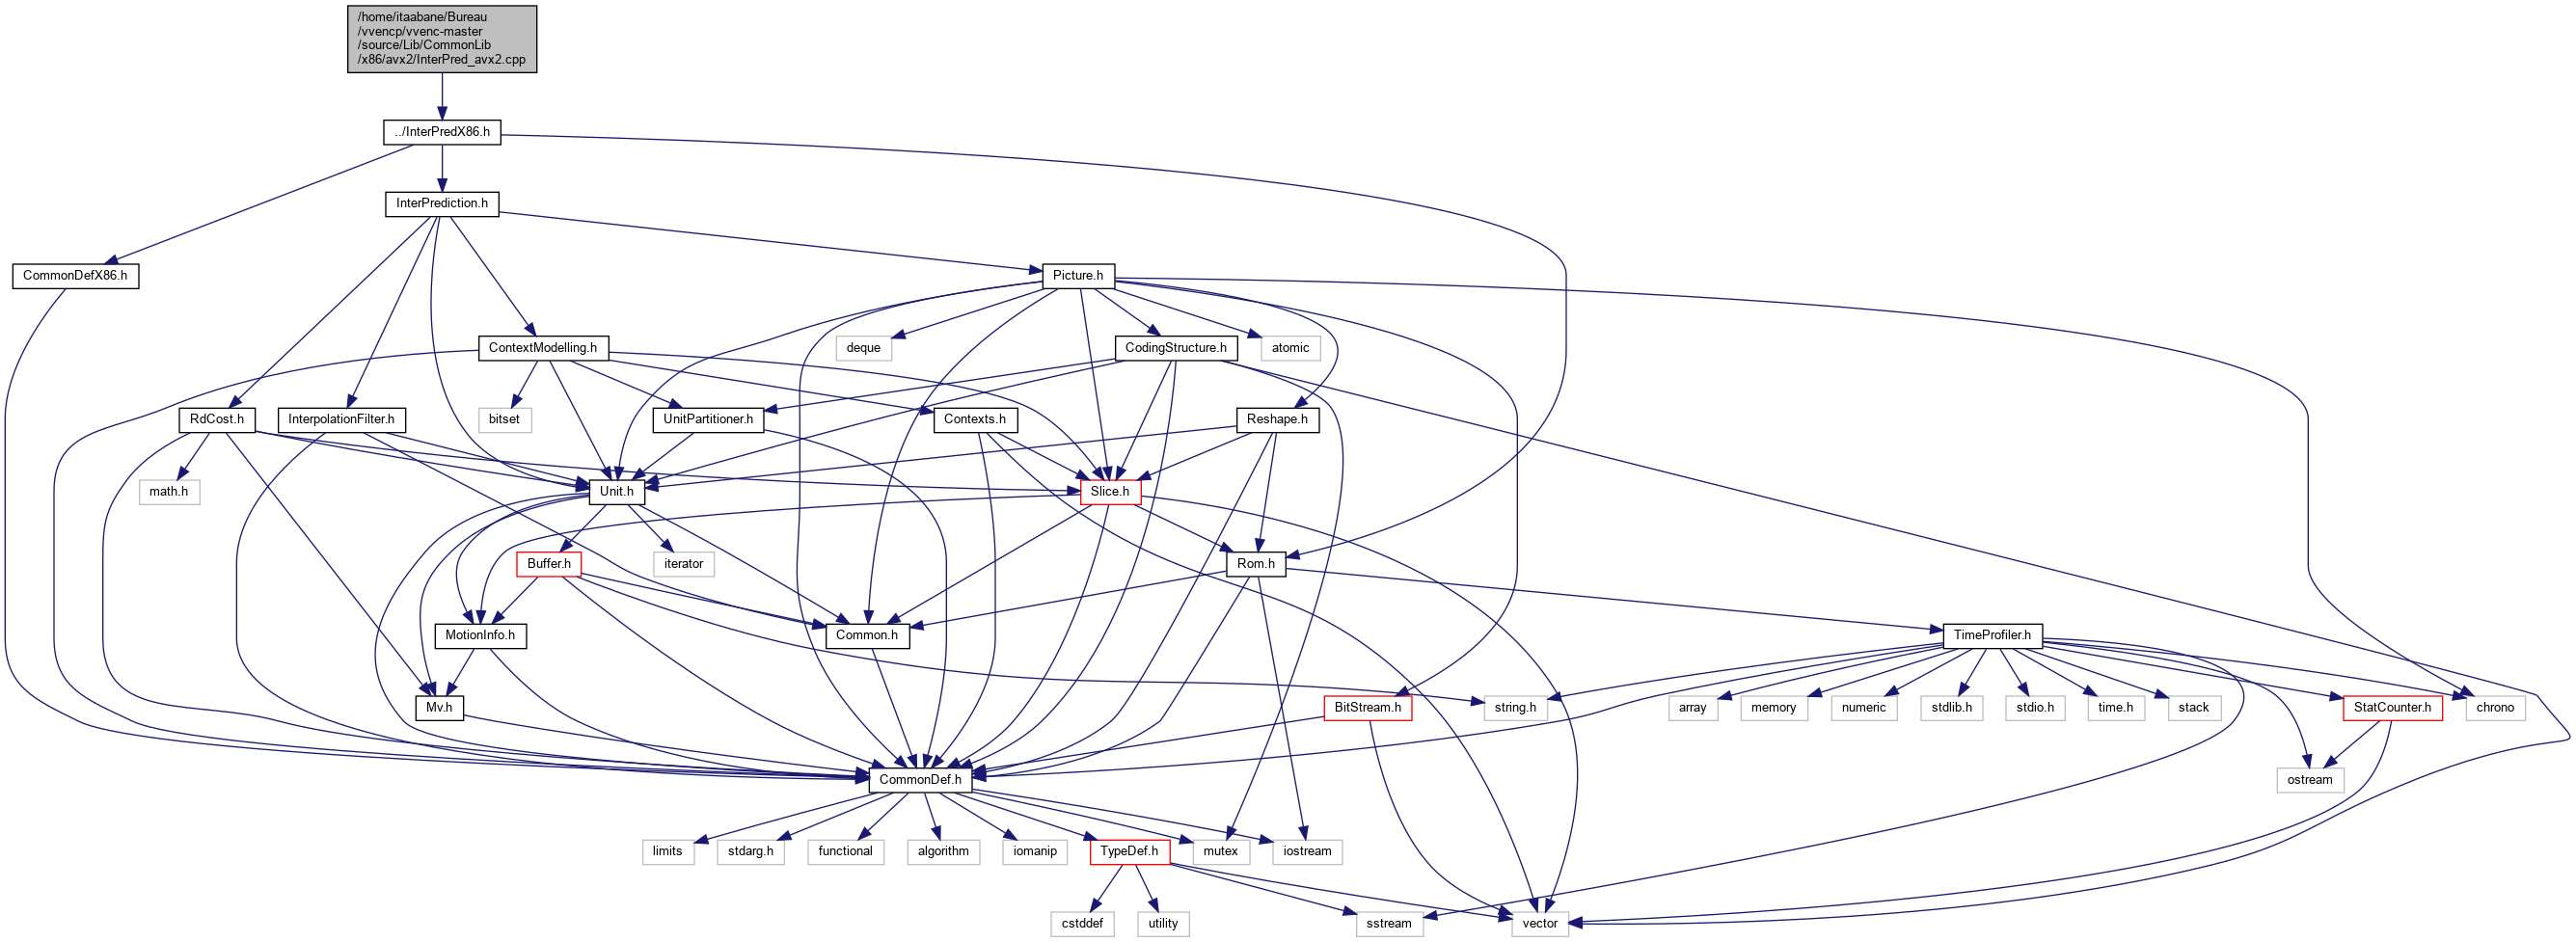 /home/itaabane/Bureau
/vvencp/vvenc-master
/source/Lib/CommonLib
/x86/avx2/InterPred_avx2.cpp
../InterPredX86.h
InterPrediction.h
CommonDefX86.h
Picture.h
ContextModelling.h
deque
CodingStructure.h
atomic
RdCost.h
InterpolationFilter.h
bitset
UnitPartitioner.h
Contexts.h
Reshape.h
math.h
Unit.h
Slice.h
Buffer.h
iterator
Rom.h
MotionInfo.h
Common.h
TimeProfiler.h
Mv.h
BitStream.h
string.h
array
memory
numeric
stdlib.h
stdio.h
time.h
stack
StatCounter.h
chrono
CommonDef.h
ostream
limits
stdarg.h
functional
algorithm
iomanip
TypeDef.h
mutex
iostream
cstddef
utility
sstream
vector